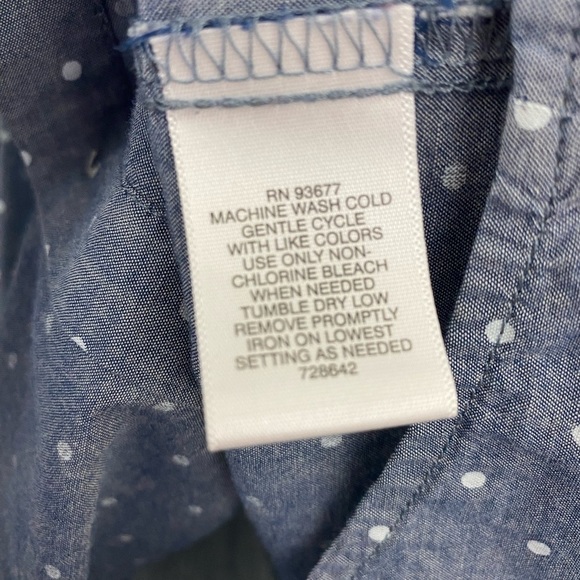 RN 93677
MACHINE WASH COLD
GENTLE CYCLE
WITH LIKE COLORS
USE ONLY NON-
CHLORINE BLEACH
WHEN NEEDED
TUMBLE DRY LOW
REMOVE PROMPTLY
IRON ON LOWEST
SETTING AS NEEDED
728642